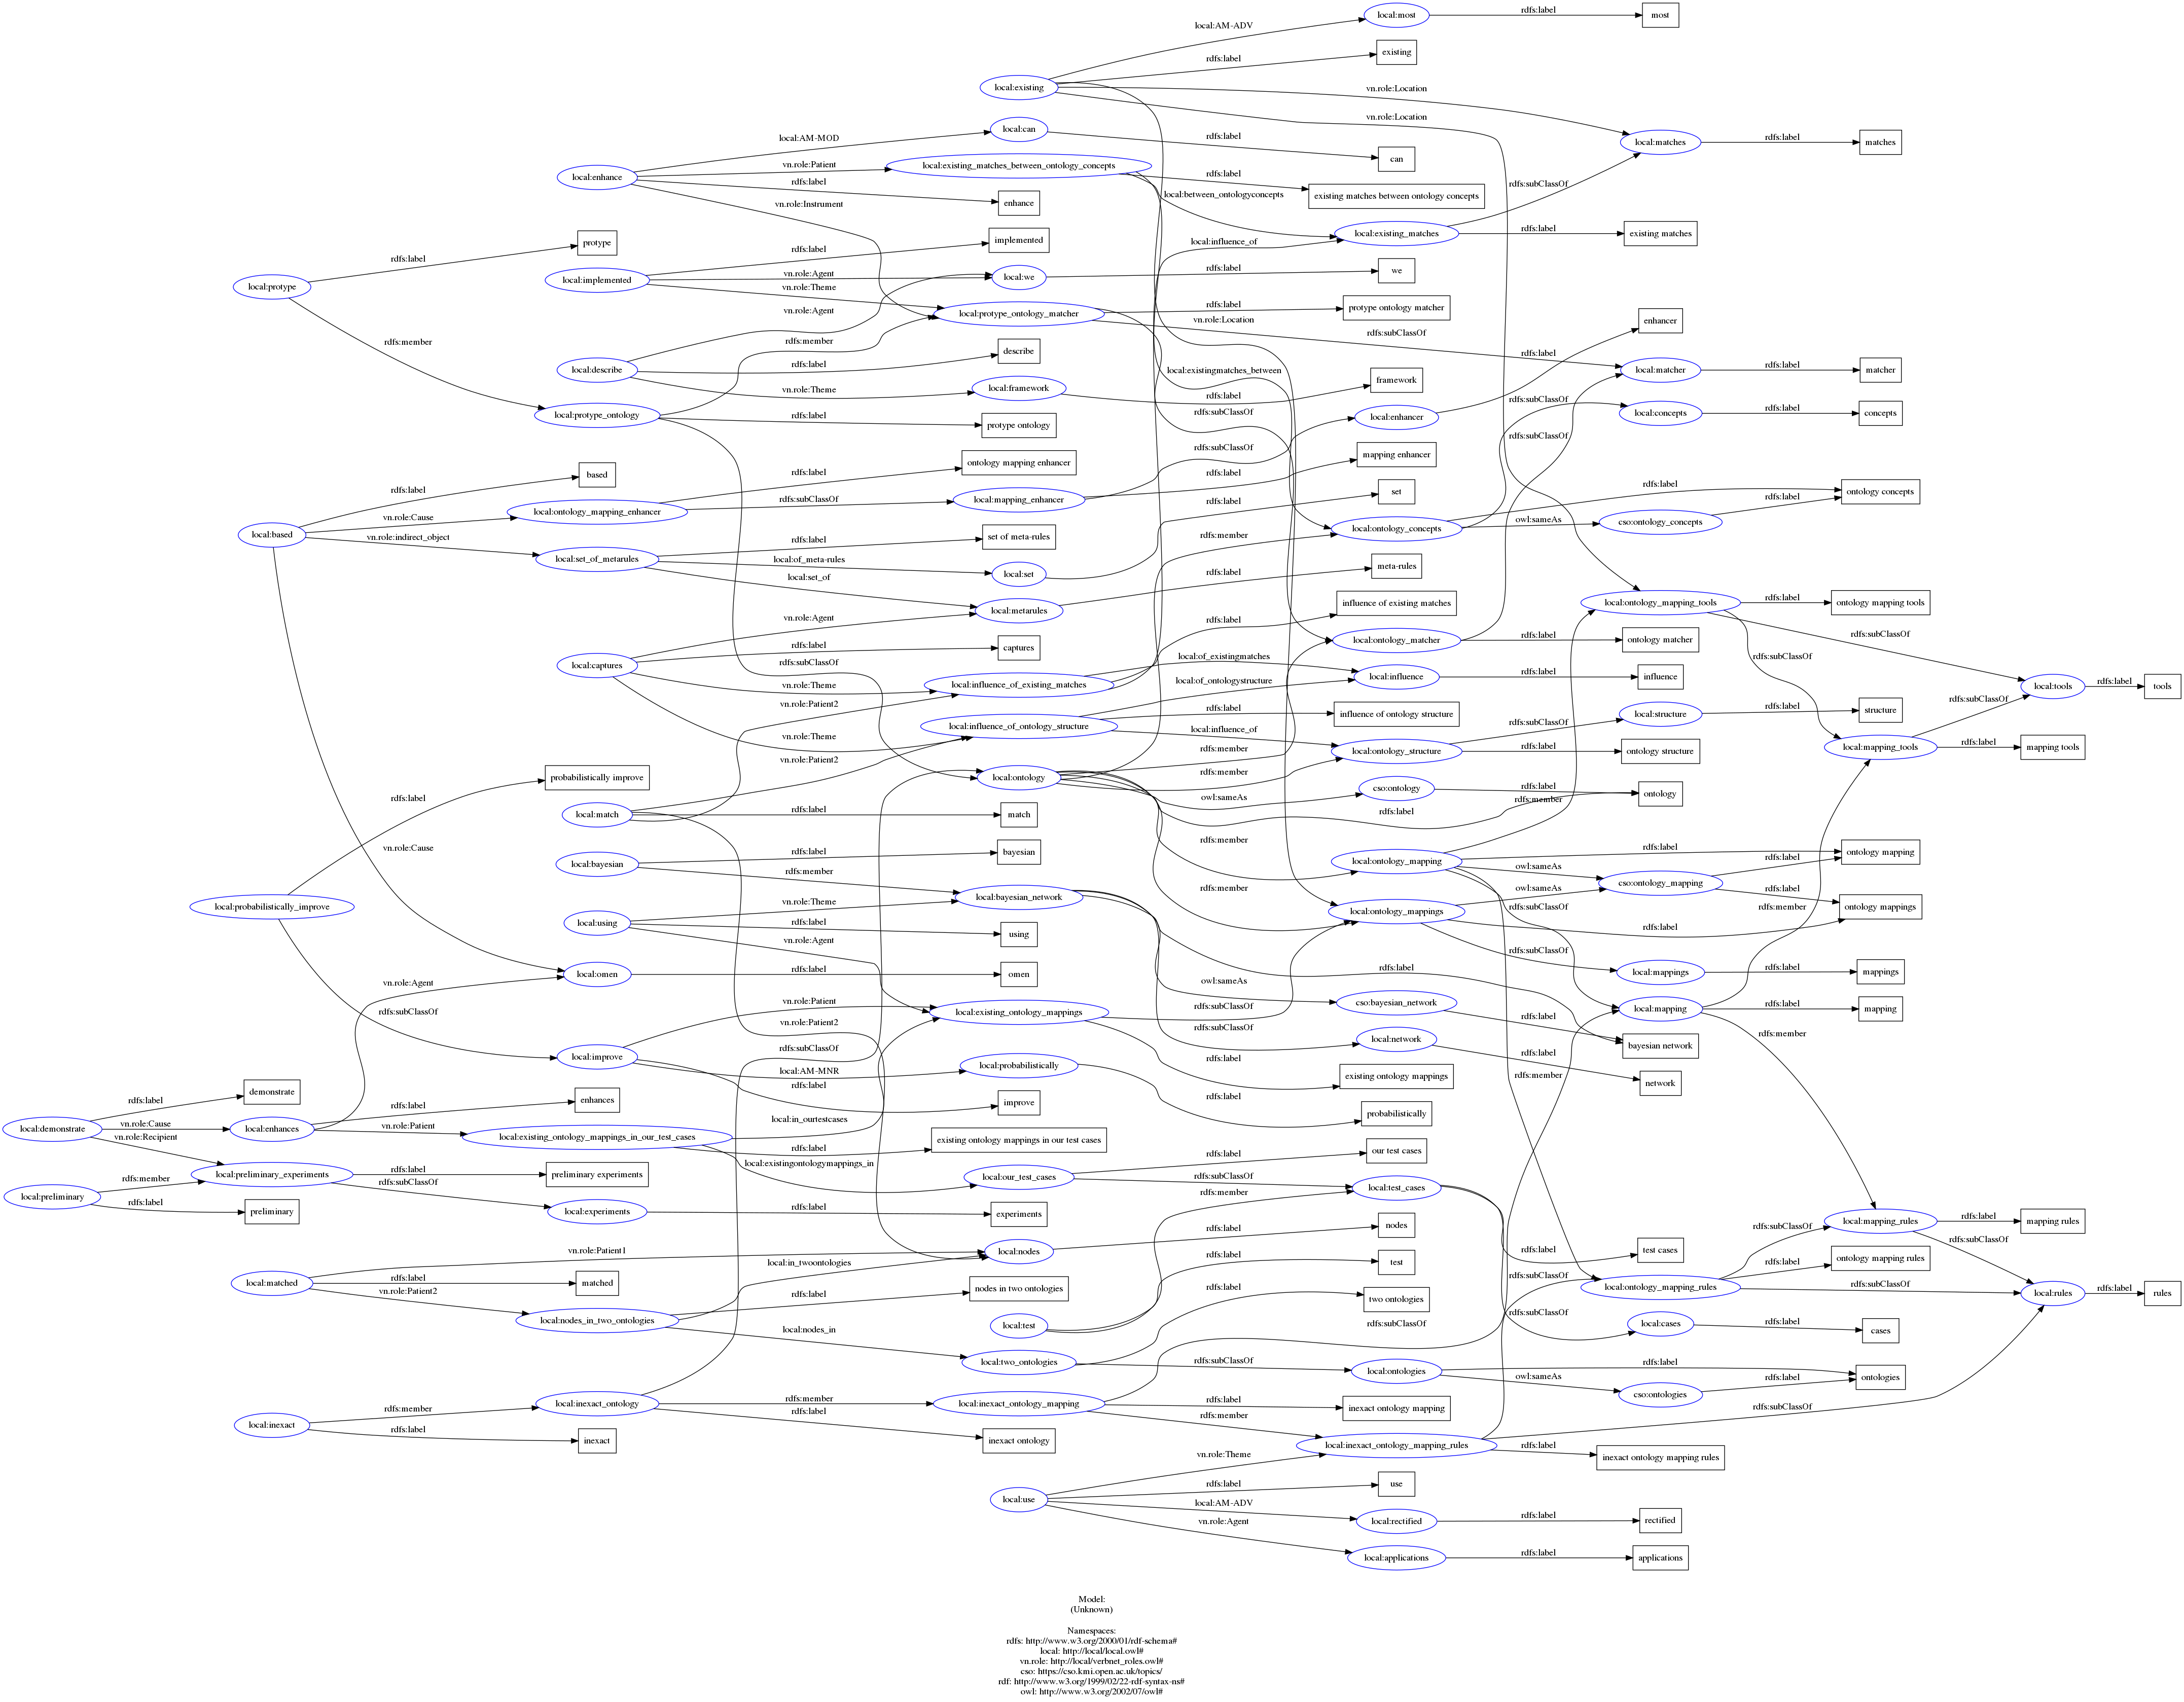 local:most
rdfs:label
most
local:AM-ADV
existing
rdfs:label
local:existing
vn.role:Location
vn.role:Location
local:can
rdfs:label
can
local:AM-MOD
local:matches
rdfs:label
matches
local:enhance
vn.role:Patient
local:existing_matches_between_ontology_concepts
rdfs:label
existing matches between ontology concepts
rdfs:label
enhance
vn.role:Instrument
local:between_ontologyconcepts
rdfs:subClassOf
local:existing_matches
rdfs:label
existing matches
protype
rdfs:label
local:protype
rdfs:member
implemented
rdfs:label
local:implemented
vn.role:Agent
vn.role:Theme
local:we
rdfs:label
we
local:influence_of
vn.role:Agent
local:protype_ontology_matcher
rdfs:label
protype ontology matcher
vn.role:Location
rdfs:subClassOf
enhancer
rdfs:label
rdfs:member
local:describe
rdfs:label
describe
vn.role:Theme
local:framework
rdfs:label
framework
local:existingmatches_between
local:matcher
rdfs:label
matcher
local:protype_ontology
rdfs:label
protype ontology
rdfs:subClassOf
local:enhancer
rdfs:subClassOf
local:concepts
rdfs:label
concepts
rdfs:subClassOf
based
rdfs:label
local:based
vn.role:Cause
vn.role:indirect_object
ontology mapping enhancer
rdfs:label
local:ontology_mapping_enhancer
rdfs:subClassOf
local:mapping_enhancer
rdfs:subClassOf
rdfs:label
mapping enhancer
rdfs:label
set
local:set_of_metarules
rdfs:label
set of meta-rules
local:of_meta-rules
local:set
local:set_of
local:metarules
rdfs:label
meta-rules
rdfs:member
local:ontology_concepts
rdfs:label
ontology concepts
owl:sameAs
cso:ontology_concepts
rdfs:label
local:ontology_mapping_tools
rdfs:label
ontology mapping tools
rdfs:subClassOf
rdfs:subClassOf
influence of existing matches
rdfs:label
vn.role:Agent
local:captures
rdfs:label
captures
vn.role:Theme
vn.role:Theme
rdfs:subClassOf
local:ontology_matcher
rdfs:label
ontology matcher
local:influence_of_existing_matches
local:of_existingmatches
local:influence
rdfs:label
influence
vn.role:Patient2
local:of_ontologystructure
local:influence_of_ontology_structure
rdfs:label
influence of ontology structure
local:influence_of
local:ontology_structure
rdfs:label
ontology structure
rdfs:subClassOf
local:structure
rdfs:label
structure
rdfs:subClassOf
local:tools
rdfs:label
tools
local:mapping_tools
rdfs:label
mapping tools
vn.role:Patient2
local:ontology
rdfs:member
rdfs:member
owl:sameAs
cso:ontology
rdfs:label
ontology
rdfs:label
rdfs:member
probabilistically improve
rdfs:label
local:match
rdfs:label
match
vn.role:Cause
local:bayesian
rdfs:label
bayesian
rdfs:member
rdfs:member
rdfs:member
local:ontology_mapping
rdfs:label
ontology mapping
owl:sameAs
cso:ontology_mapping
rdfs:label
rdfs:label
ontology mappings
local:probabilistically_improve
local:using
vn.role:Theme
local:bayesian_network
rdfs:label
using
vn.role:Agent
local:ontology_mappings
owl:sameAs
rdfs:subClassOf
rdfs:label
rdfs:member
rdfs:subClassOf
local:mappings
rdfs:label
mappings
local:omen
rdfs:label
omen
vn.role:Agent
rdfs:subClassOf
rdfs:label
owl:sameAs
cso:bayesian_network
rdfs:label
bayesian network
local:mapping
rdfs:label
mapping
rdfs:member
vn.role:Patient
local:existing_ontology_mappings
rdfs:subClassOf
rdfs:label
existing ontology mappings
vn.role:Patient2
rdfs:subClassOf
local:network
rdfs:label
network
rdfs:subClassOf
local:improve
local:AM-MNR
local:probabilistically
rdfs:label
probabilistically
rdfs:label
improve
rdfs:member
demonstrate
rdfs:label
local:demonstrate
vn.role:Cause
vn.role:Recipient
local:enhances
rdfs:label
enhances
vn.role:Patient
local:existing_ontology_mappings_in_our_test_cases
local:in_ourtestcases
rdfs:label
existing ontology mappings in our test cases
local:existingontologymappings_in
local:our_test_cases
rdfs:label
our test cases
rdfs:subClassOf
local:test_cases
rdfs:member
local:preliminary
rdfs:member
rdfs:label
preliminary
local:preliminary_experiments
rdfs:label
preliminary experiments
rdfs:subClassOf
local:experiments
rdfs:label
experiments
rdfs:label
test cases
local:mapping_rules
rdfs:label
mapping rules
rdfs:subClassOf
rdfs:subClassOf
local:matched
vn.role:Patient1
rdfs:label
matched
vn.role:Patient2
local:nodes
rdfs:label
nodes
local:in_twoontologies
local:nodes_in_two_ontologies
rdfs:label
nodes in two ontologies
local:nodes_in
local:test
rdfs:label
test
rdfs:label
two ontologies
rdfs:subClassOf
rdfs:subClassOf
rdfs:subClassOf
local:ontology_mapping_rules
rdfs:label
ontology mapping rules
rdfs:subClassOf
local:rules
rdfs:label
rules
local:cases
rdfs:label
cases
local:two_ontologies
rdfs:subClassOf
local:ontologies
rdfs:label
ontologies
owl:sameAs
cso:ontologies
rdfs:label
local:inexact
rdfs:member
rdfs:label
inexact
local:inexact_ontology
rdfs:member
rdfs:label
inexact ontology
local:inexact_ontology_mapping
rdfs:label
inexact ontology mapping
rdfs:member
rdfs:subClassOf
local:inexact_ontology_mapping_rules
rdfs:label
inexact ontology mapping rules
vn.role:Theme
local:use
rdfs:label
use
local:AM-ADV
local:rectified
rdfs:label
rectified
vn.role:Agent
local:applications
rdfs:label
applications
Model:
(Unknown)
Namespaces:
rdfs: http://www.w3.org/2000/01/rdf-schema#
local: http://local/local.owl#
vn.role: http://local/verbnet_roles.owl#
cso: https://cso.kmi.open.ac.uk/topics/
rdf: http://www.w3.org/1999/02/22-rdf-syntax-ns#
owl: http://www.w3.org/2002/07/owl#